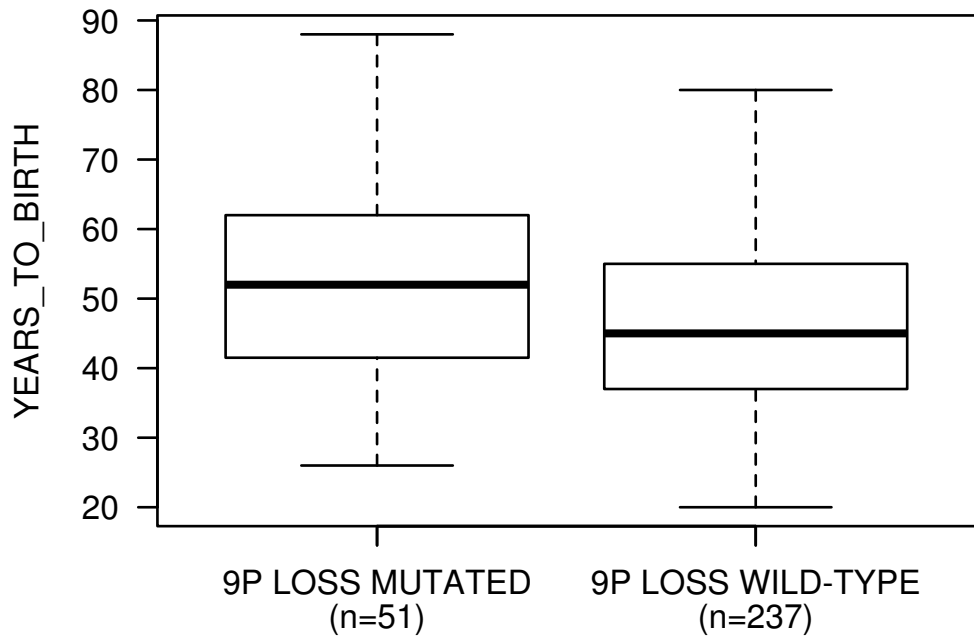 YEARS_TO_BIRTH
90
80
70
60
50
40
30
20
9P LOSS MUTATED
(n=51)
9P LOSS WILD-TYPE
(n=237)